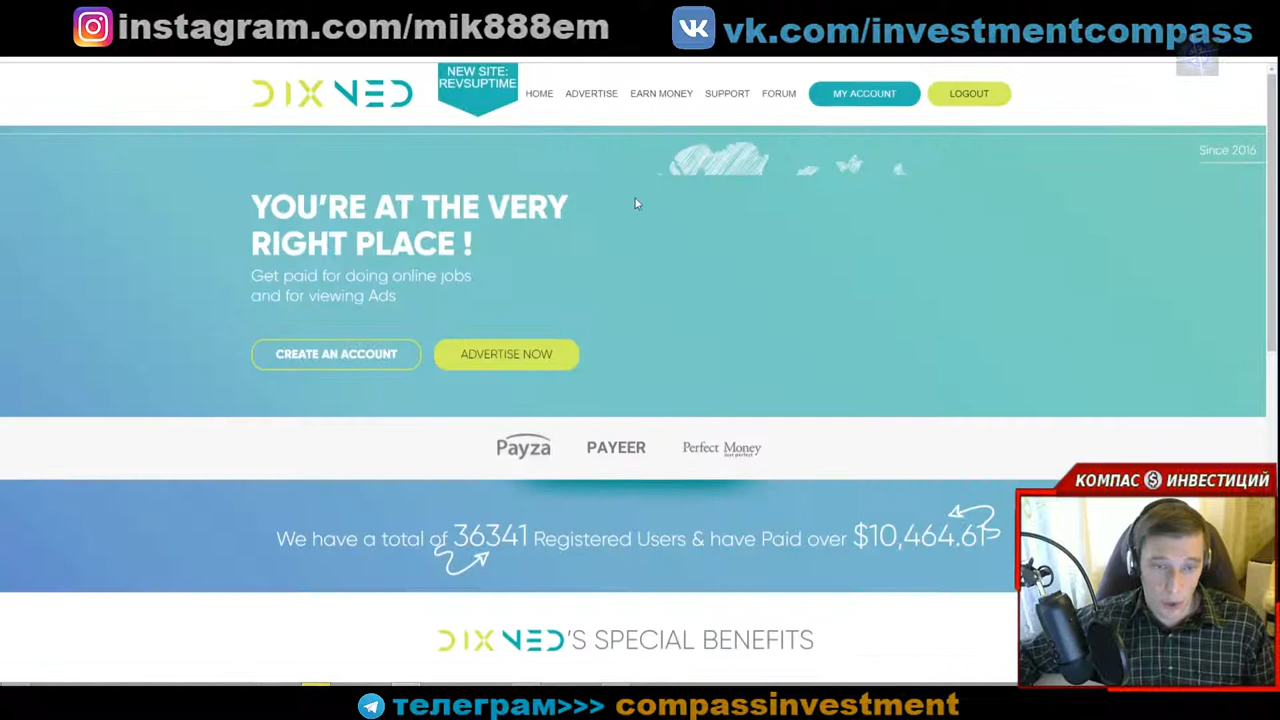 instagram.com/mik888em
vk.com/investmentcompass
DIXNED
NEW SITE:
REVSUPTIME
HOME
ADVERTISE
EARN MONEY
SUPPORT
FORUM
MY ACCOUNT
LOGOUT
Since 2016
YOU'RE AT THE VERY
RIGHT PLACE !
Get paid for doing online jobs
and for viewing Ads
CREATE AN ACCOUNT
ADVERTISE NOW
Payza
PAYEER
Perfect Money
just perfect
КОМПАС $ ИНВЕСТИЦИЙ
We have a total of 36341 Registered Users & have Paid over $10,464.61
DIXNED'S SPECIAL BENEFITS
телеграм>>> compassinvestment